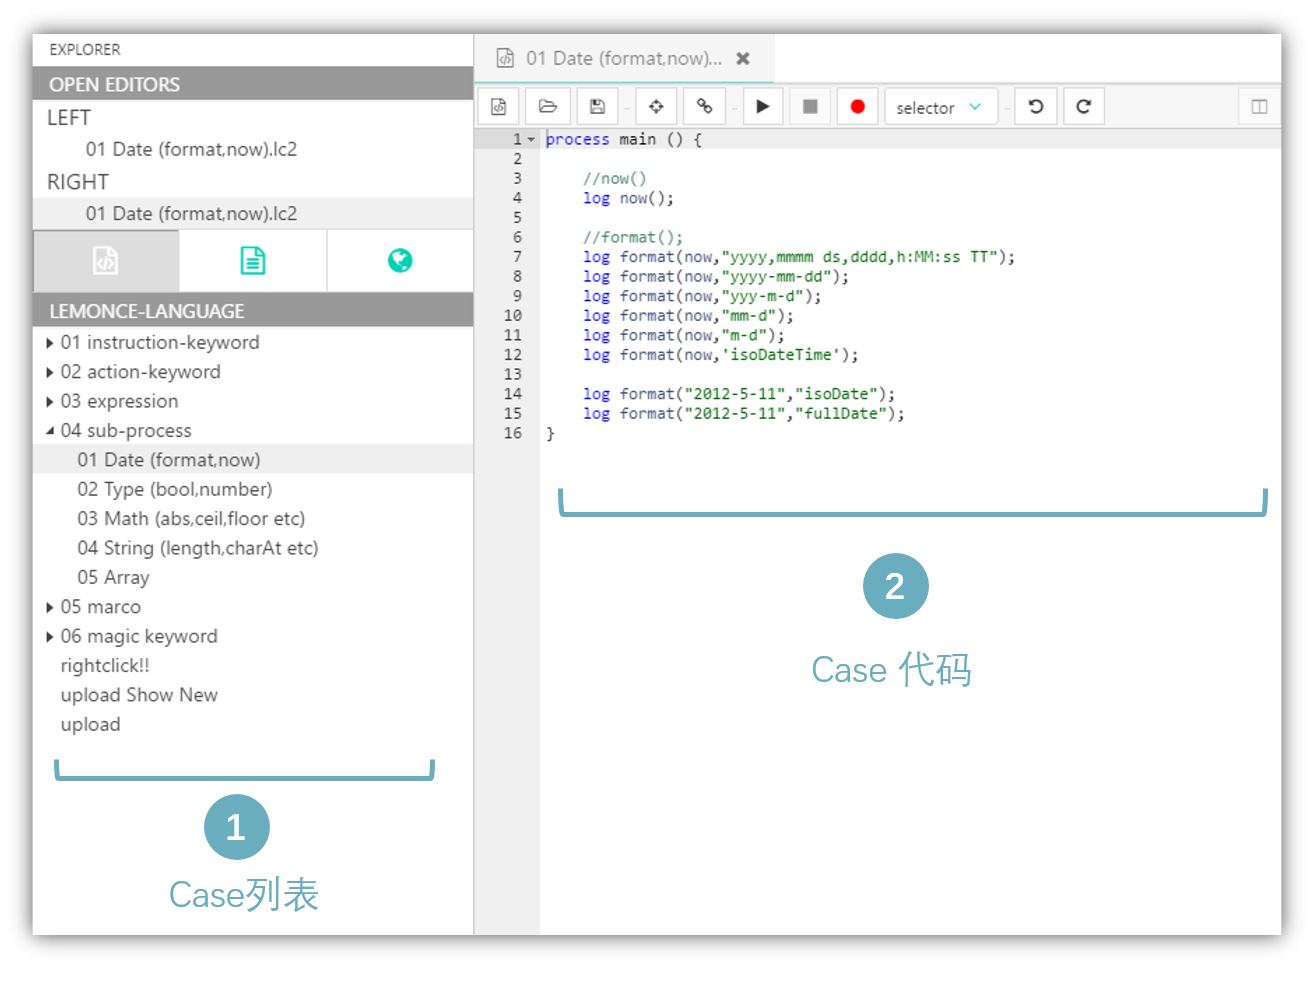 EXPLORER
OPEN EDITORS
LEFT
01 Date (format,now).lc2
RIGHT
01 Date (format,now).lc2
LEMONCE-LANGUAGE
01 instruction-keyword
02 action-keyword
03 expression
04 sub-process
01 Date (format,now)
02 Type (bool,number)
03 Math (abs,ceil,floor etc)
04 String (length,charAt etc)
05 Array
05 marco
06 magic keyword
rightclick!!
upload Show New
upload
1
Case列表
01 Date (format,now)...
selector
1 process main () {
2
3 //now()
4 log now();
5
6 //format();
7 log format(now,"yyyy,mmmm ds,dddd,h:MM:ss TT");
8 log format(now,"yyyy-mm-dd");
9 log format(now,"yyy-m-d");
10 log format(now,"mm-d");
11 log format(now,"m-d");
12 log format(now,'isoDateTime');
13
14 log format("2012-5-11","isoDate");
15 log format("2012-5-11","fullDate");
16 }
2
Case 代码